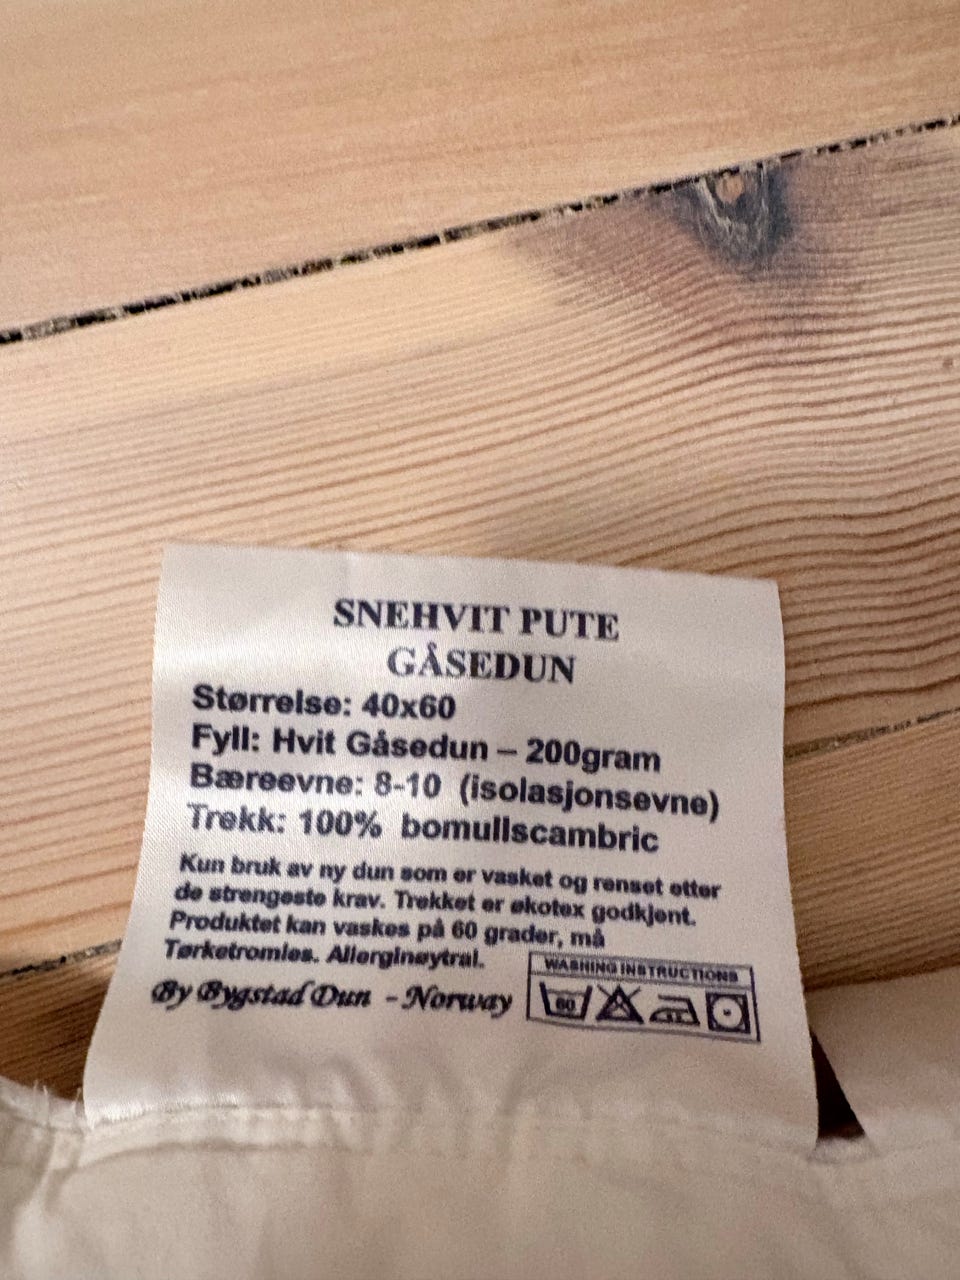 SNEHVIT PUTE
GÅSEDUN
Størrelse: 40x60
Fyll: Hvit Gåsedun – 200gram
Bæreevne: 8-10 (isolasjonsevne)
Trekk: 100% bomullscambric
Kun bruk av ny dun som er vasket og renset etter
de strengeste krav. Trekket er økotex godkjent.
Produktet kan vaskes på 60 grader, må
Tørketromles. Allerginøytral.
By Bygstad Dun - Norway
WASHING INSTRUCTIONS
60